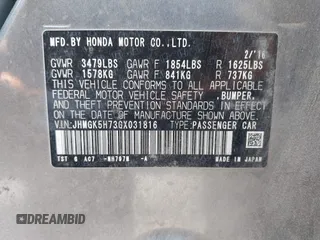 MFD.BY HONDA MOTOR CO.,LTD.
2/'16
GVWR 3479LBS GAWR F 1854LBS R 1625LBS
GVWR 1578KG GAWR F 841KG R 737KG
THIS VEHICLE CONFORMS TO ALL APPLICABLE
FEDERAL MOTOR VEHICLE SAFETY, BUMPER, AND
THEFT PREVENTION STANDARDS IN EFFECT ON
THE DATE OF MANUFACTURE SHOWN ABOVE.
VIN:JHMGK5H73GX031816 TYPE:PASSENGER CAR
MADE IN JAPAN
DREAMBID